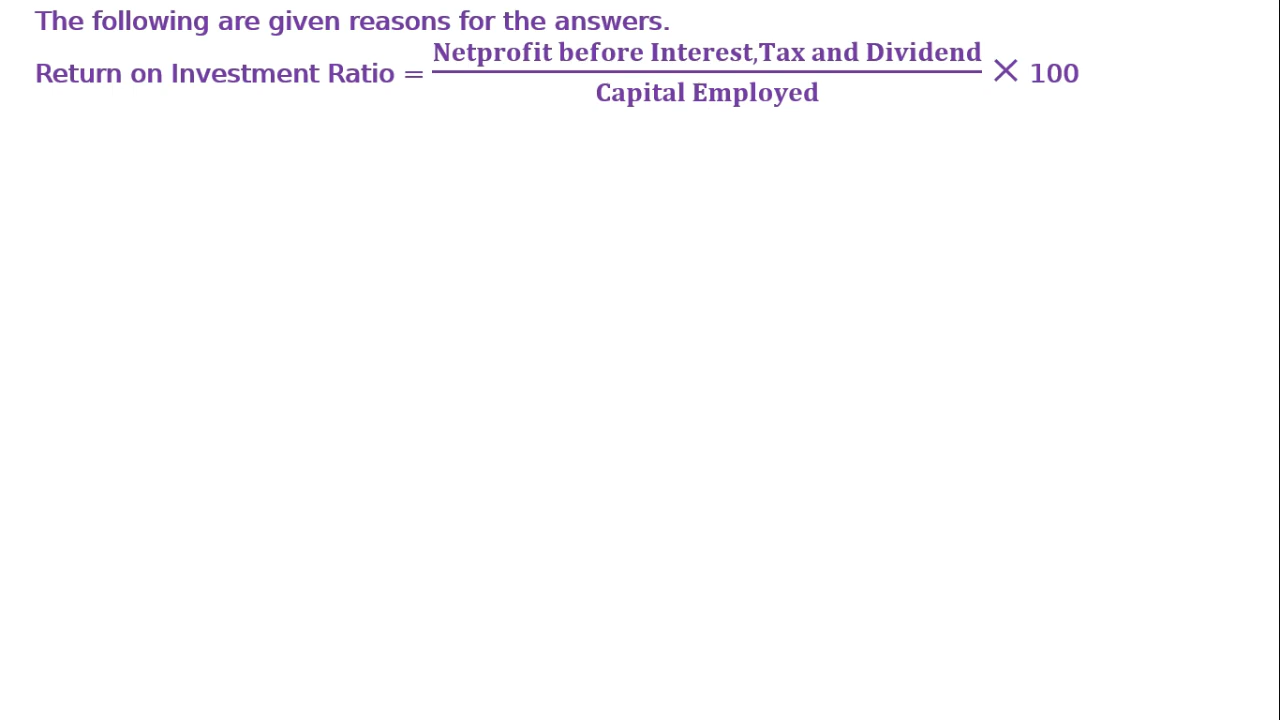 The following are given reasons for the answers.
Return on Investment Ratio = Netprofit before Interest,Tax and Dividend / Capital Employed × 100